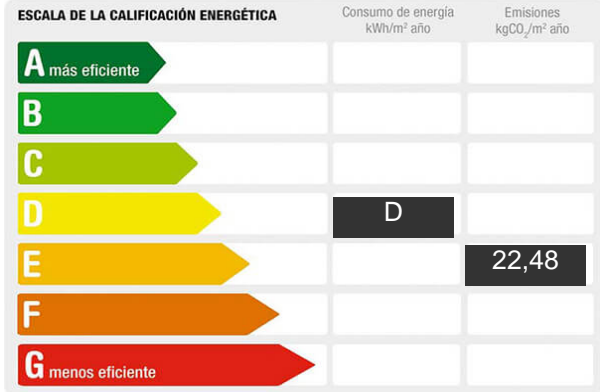 ESCALA DE LA CALIFICACIÓN ENERGÉTICA
Consumo de energía
kWh/m² año
Emisiones
kgCO₂/m² año
A más eficiente
B
C
D
D
E
22,48
F
G menos eficiente